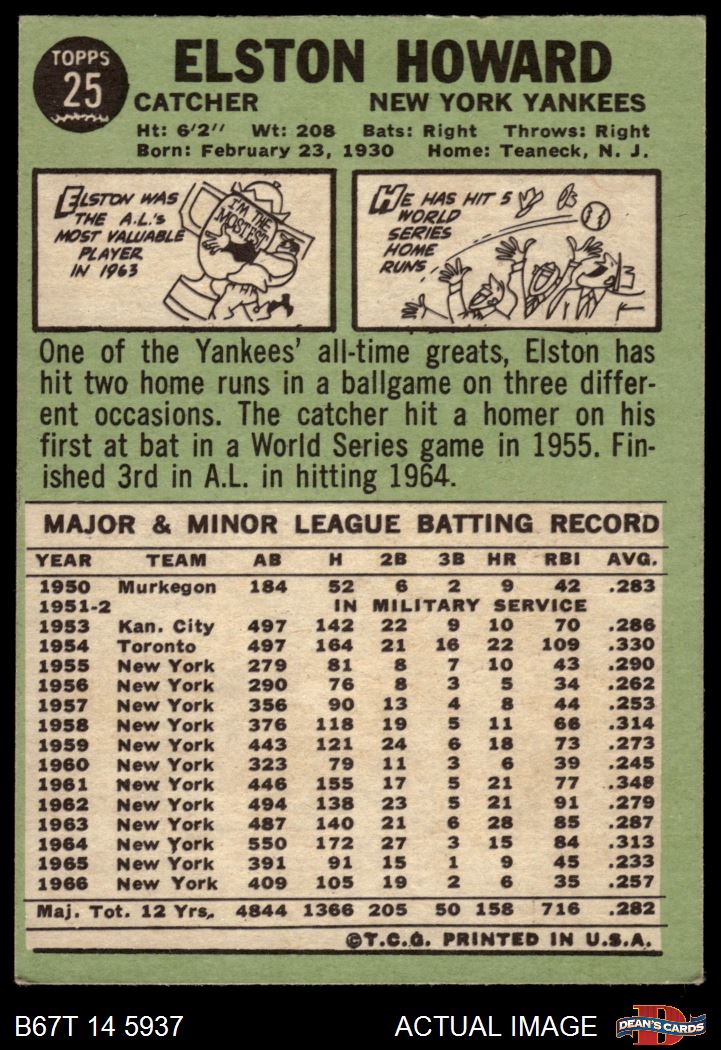 TOPPS
25
ELSTON HOWARD
CATCHER NEW YORK YANKEES
Ht: 6'2" Wt: 208 Bats: Right Throws: Right
Born: February 23, 1930 Home: Teaneck, N. J.
ELSTON WAS
THE A.L.'S
MOST VALUABLE
PLAYER
IN 1963
I'M THE
MOSTEST
HE HAS HIT 5
WORLD
SERIES
HOME
RUNS
One of the Yankees' all-time greats, Elston has
hit two home runs in a ballgame on three differ-
ent occasions. The catcher hit a homer on his
first at bat in a World Series game in 1955. Fin-
ished 3rd in A.L. in hitting 1964.
MAJOR & MINOR LEAGUE BATTING RECORD
YEAR TEAM AB H 2B 3B HR RBI AVG.
1950 Murkegon 184 52 6 2 9 42 .283
1951-2 IN MILITARY SERVICE
1953 Kan. City 497 142 22 9 10 70 .286
1954 Toronto 497 164 21 16 22 109 .330
1955 New York 279 81 8 7 10 43 .290
1956 New York 290 76 8 3 5 34 .262
1957 New York 356 90 13 4 8 44 .253
1958 New York 376 118 19 5 11 66 .314
1959 New York 443 121 24 6 18 73 .273
1960 New York 323 79 11 3 6 39 .245
1961 New York 446 155 17 5 21 77 .348
1962 New York 494 138 23 5 21 91 .279
1963 New York 487 140 21 6 28 85 .287
1964 New York 550 172 27 3 15 84 .313
1965 New York 391 91 15 1 9 45 .233
1966 New York 409 105 19 2 6 35 .257
Maj. Tot. 12 Yrs. 4844 1366 205 50 158 716 .282
©T.C.G. PRINTED IN U.S.A.
B67T 14 5937 ACTUAL IMAGE
D
DEAN'S CARDS